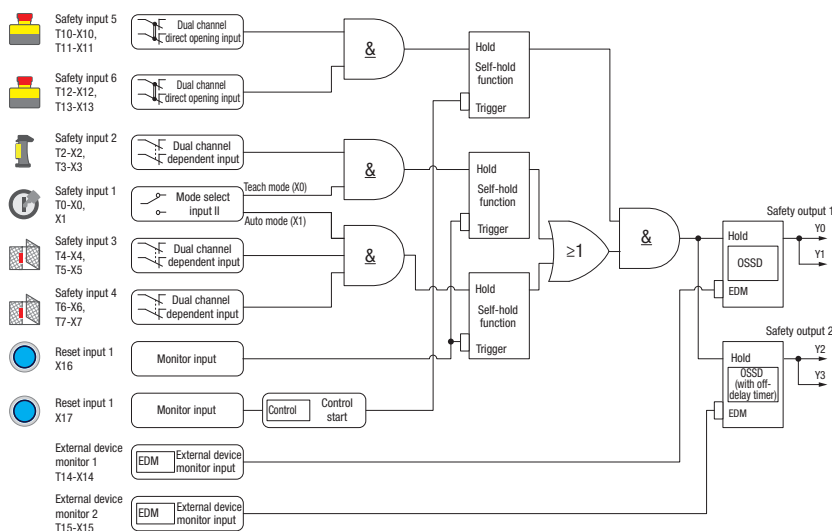 Safety input 5
T10-X10,
T11-X11
Dual channel
direct opening input
&
Hold
Self-hold
function
Trigger
Safety input 6
T12-X12,
T13-X13
Dual channel
direct opening input
Safety input 2
T2-X2,
T3-X3
Dual channel
dependent input
&
Hold
Self-hold
function
Trigger
Safety input 1
T0-X0,
X1
Mode select
input II
Teach mode (X0)
Auto mode (X1)
≥1
&
Safety output 1
Hold
OSSD
EDM
Y0
Y1
Safety input 3
T4-X4,
T5-X5
Dual channel
dependent input
&
Hold
Self-hold
function
Trigger
Safety input 4
T6-X6,
T7-X7
Dual channel
dependent input
Safety output 2
Hold
OSSD
(with off-
delay timer)
EDM
Y2
Y3
Reset input 1
X16
Monitor input
Reset input 1
X17
Monitor input
Control
Control
start
External device
monitor 1
T14-X14
EDM
External device
monitor input
External device
monitor 2
T15-X15
EDM
External device
monitor input